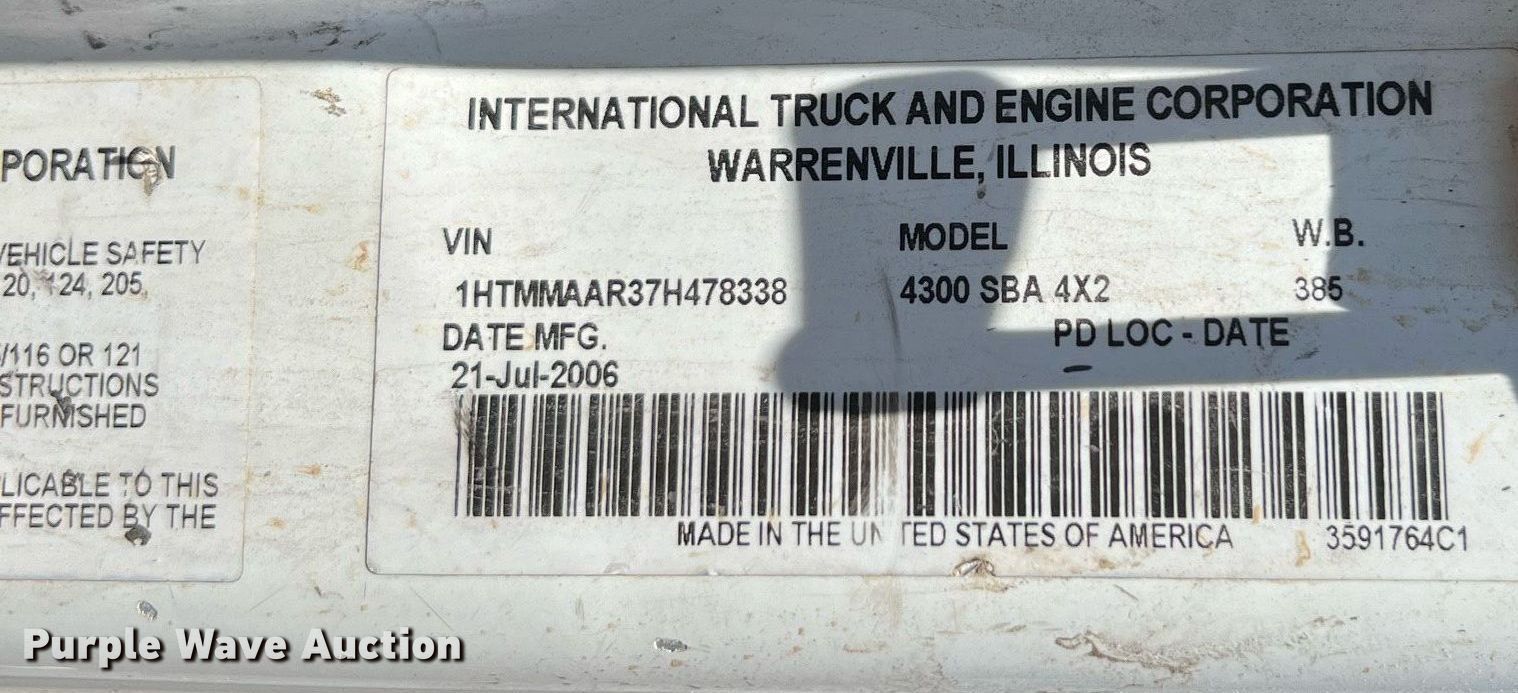 PORATION
VEHICLE SAFETY
20, 124, 205,
/116 OR 121
STRUCTIONS
FURNISHED
LICABLE TO THIS
FFECTED BY THE
INTERNATIONAL TRUCK AND ENGINE CORPORATION
WARRENVILLE, ILLINOIS
VIN MODEL W.B.
1HTMMAAR37H478338 4300 SBA 4X2 385
DATE MFG. PD LOC - DATE
21-Jul-2006 -
MADE IN THE UNITED STATES OF AMERICA 3591764C1
Purple Wave Auction